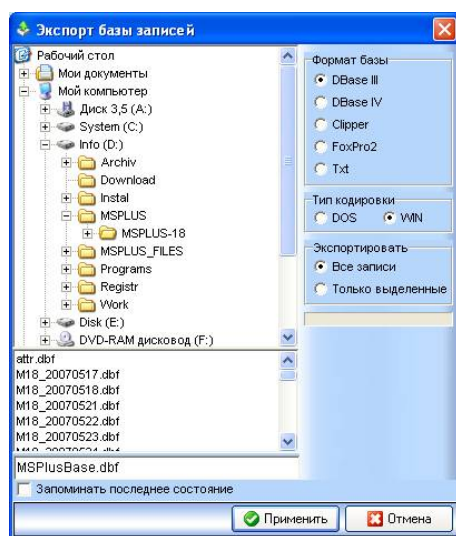 Экспорт базы записей
Рабочий стол
Мои документы
Мой компьютер
Диск 3,5 (A:)
System (C:)
Info (D:)
Archiv
Download
Instal
MSPLUS
MSPLUS-18
MSPLUS_FILES
Programs
Registr
Work
Disk (E:)
DVD-RAM дисковод (F:)
attr.dbf
M18_20070517.dbf
M18_20070518.dbf
M18_20070521.dbf
M18_20070522.dbf
M18_20070523.dbf
MSPlusBase.dbf
Запоминать последнее состояние
Формат базы
DBase III
DBase IV
Clipper
FoxPro2
Txt
Тип кодировки
DOS WIN
Экспортировать
Все записи
Только выделенные
Применить Отмена